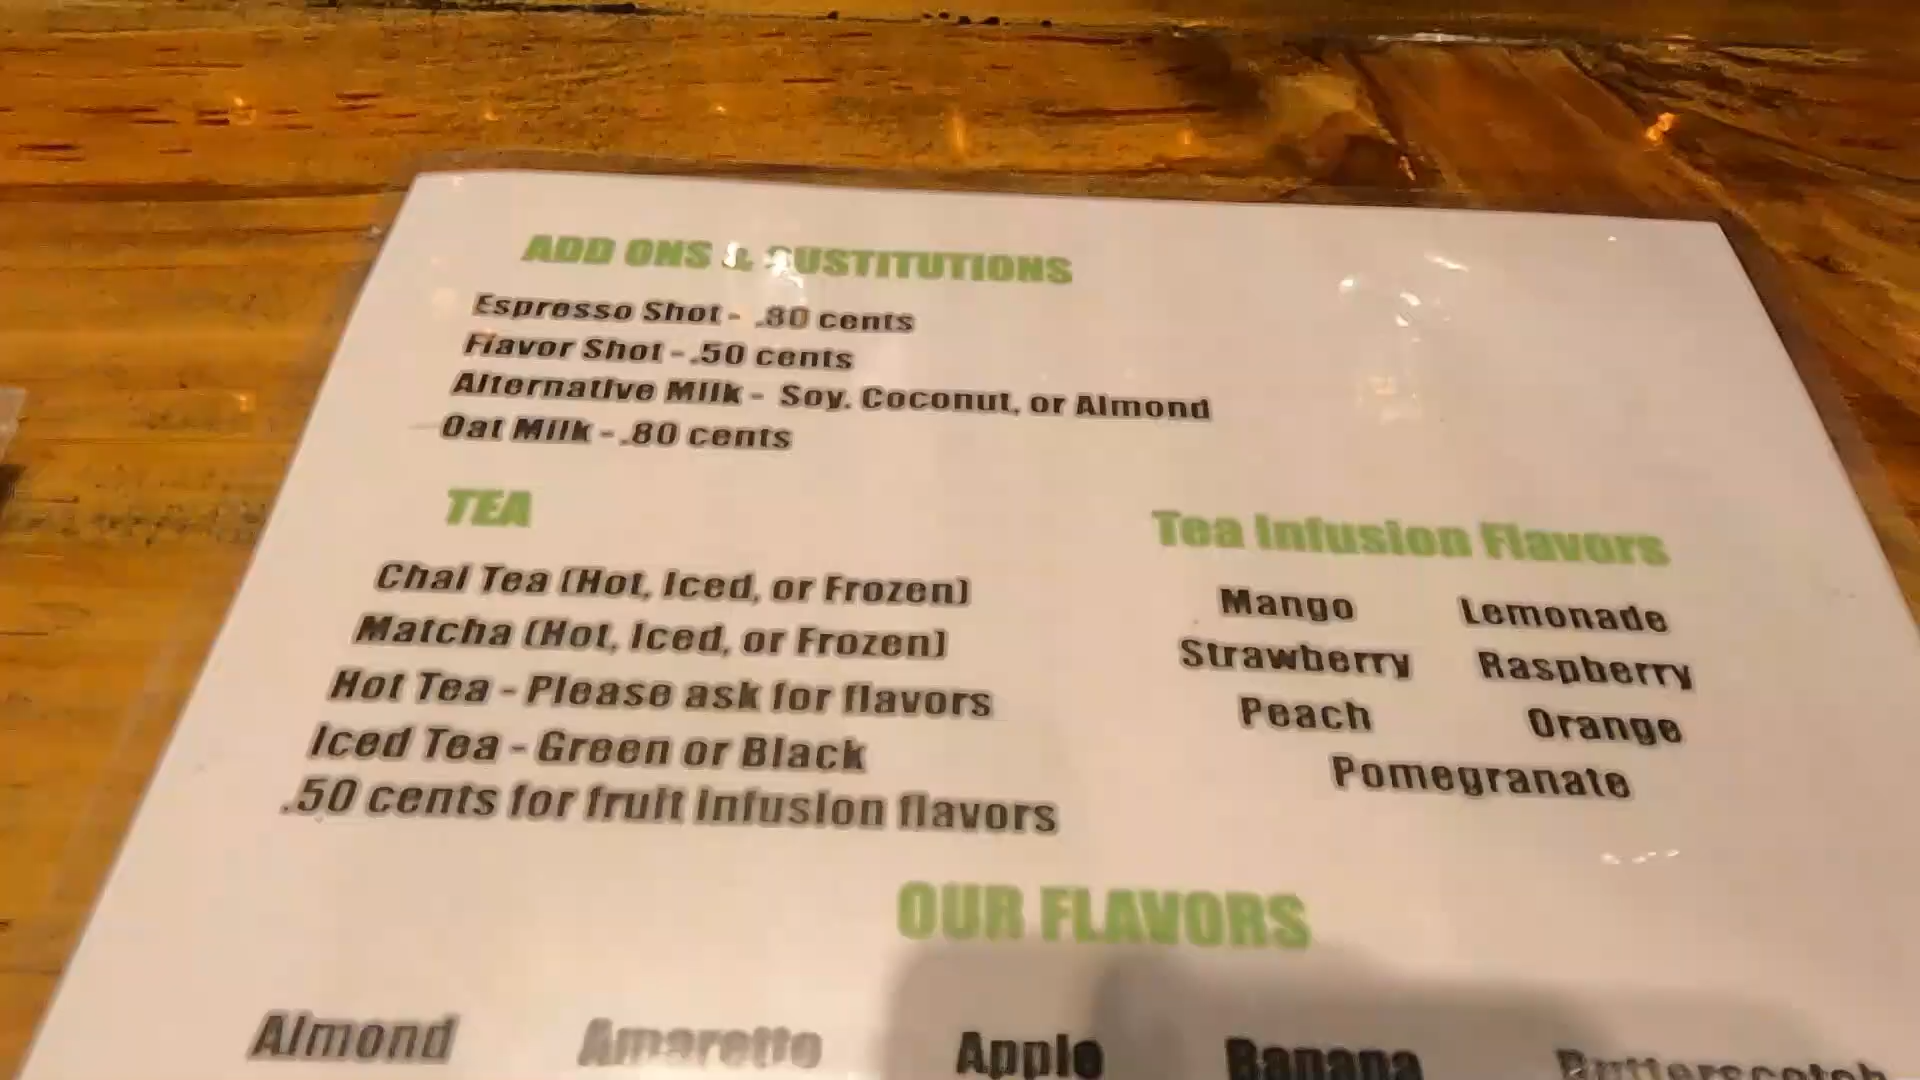 ADD ONS & SUSTITUTIONS
Espresso Shot - .80 cents
Flavor Shot - .50 cents
Alternative Milk - Soy, Coconut, or Almond
Oat Milk - .80 cents
TEA
Chai Tea (Hot, Iced, or Frozen)
Matcha (Hot, Iced, or Frozen)
Hot Tea - Please ask for flavors
Iced Tea - Green or Black
.50 cents for fruit infusion flavors
Tea Infusion Flavors
Mango Lemonade
Strawberry Raspberry
Peach Orange
Pomegranate
OUR FLAVORS
Almond Amaretto Apple Banana Butterscotch